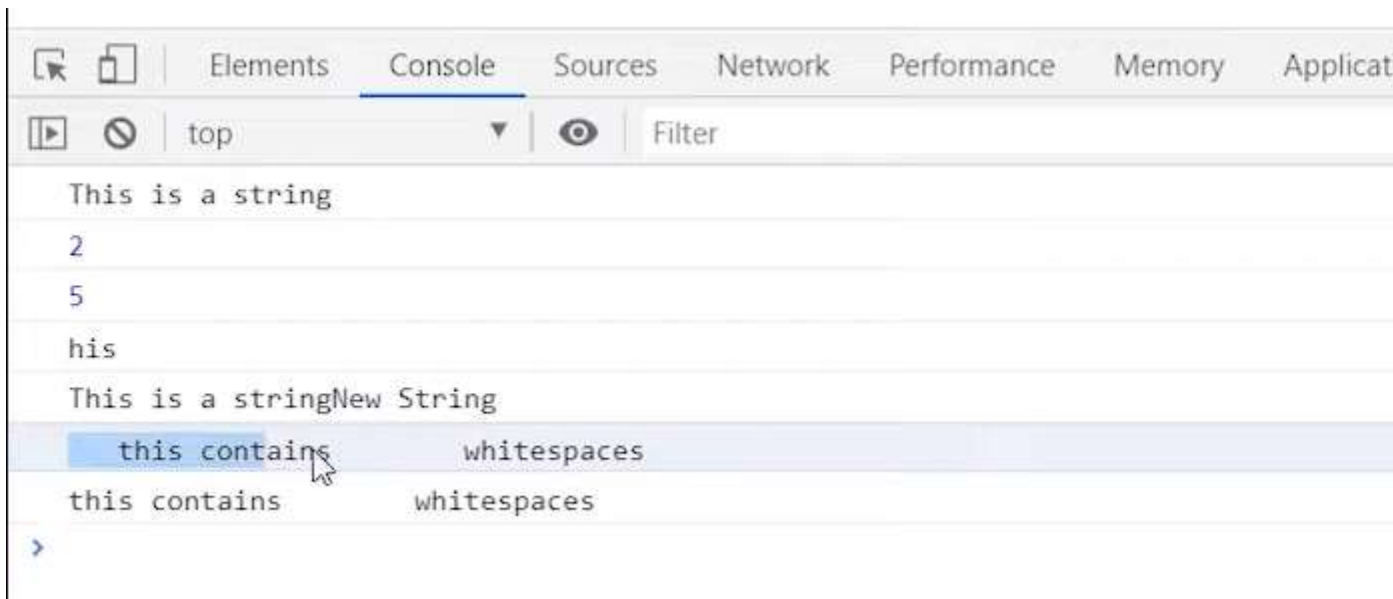 Elements Console Sources Network Performance Memory Applicat
top Filter
This is a string
2
5
his
This is a stringNew String
   this contains        whitespaces
this contains        whitespaces
>